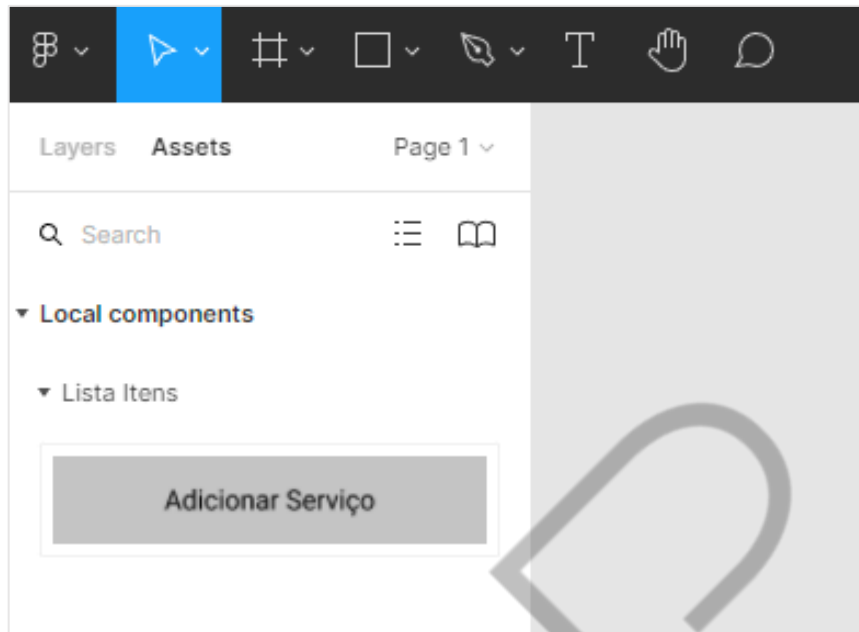 Layers Assets Page 1
Search
Local components
Lista Itens
Adicionar Serviço